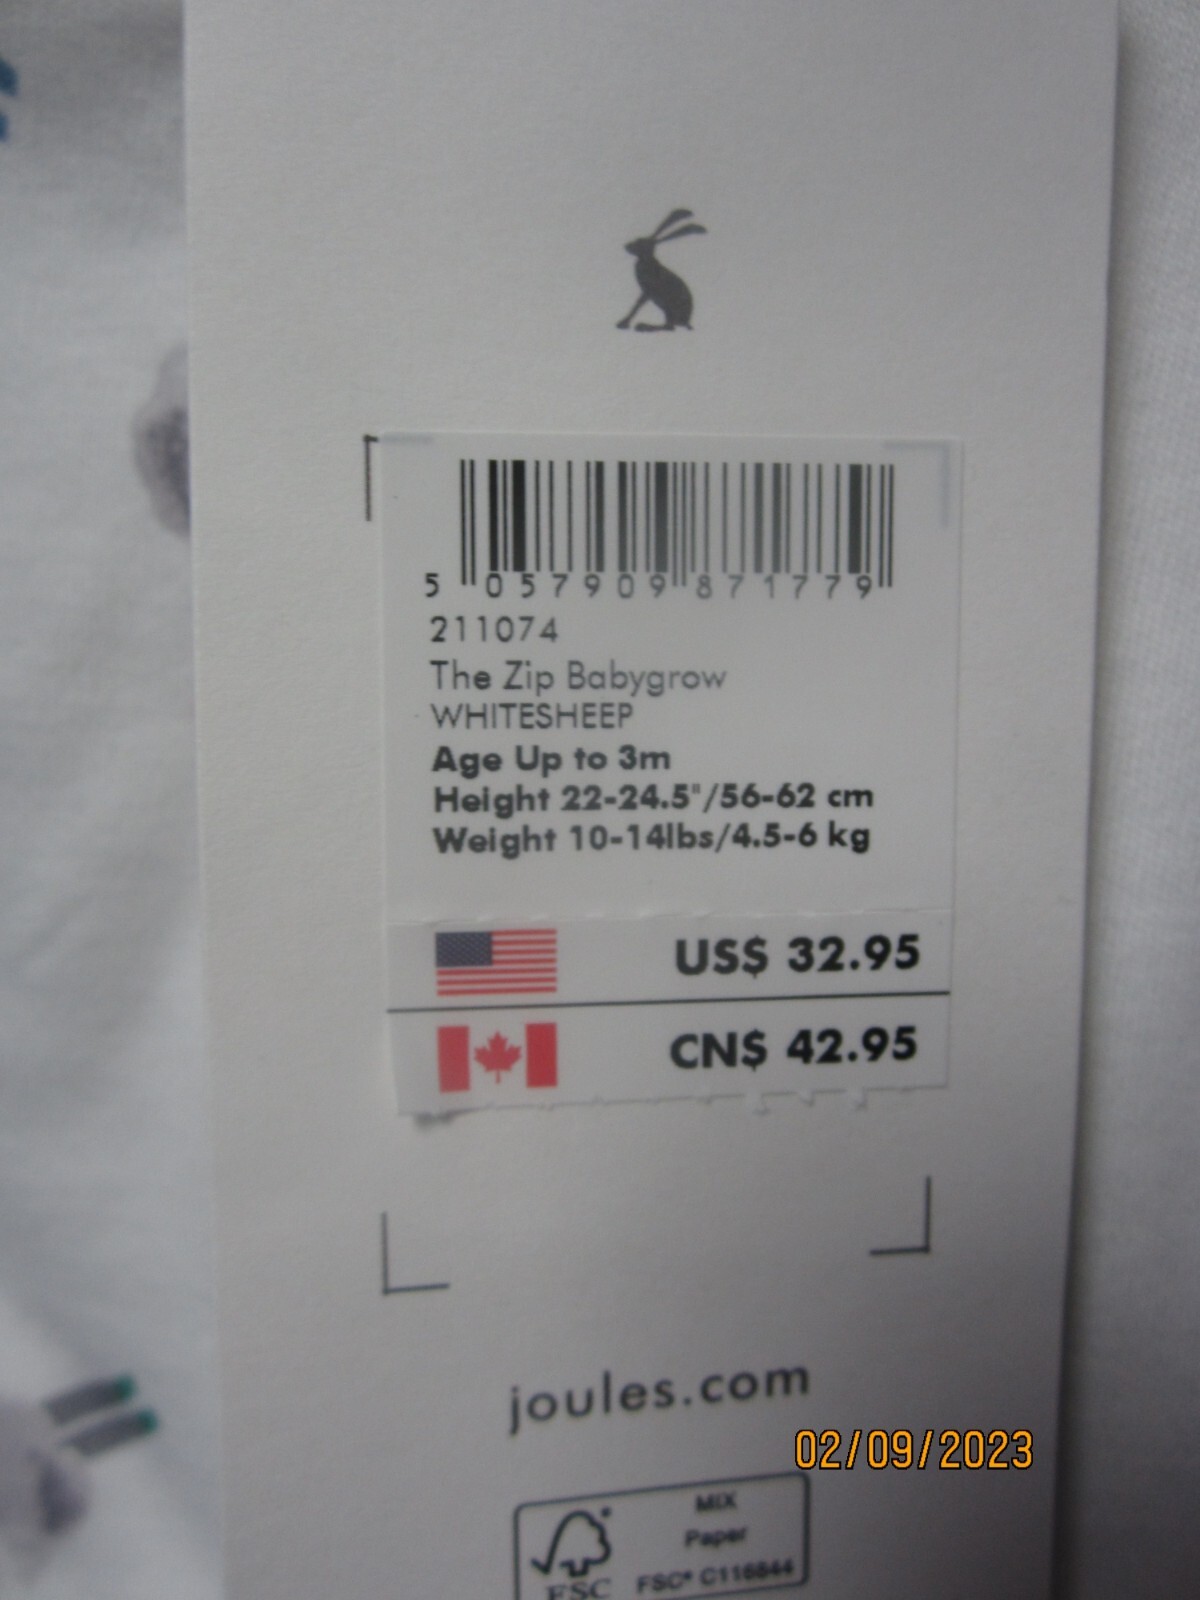 5 057909 871779
211074
The Zip Babygrow
WHITESHEEP
Age Up to 3m
Height 22-24.5"/56-62 cm
Weight 10-14lbs/4.5-6 kg
US$ 32.95
CN$ 42.95
joules.com
02/09/2023
MIX
Paper
FSC
FSC® C116844